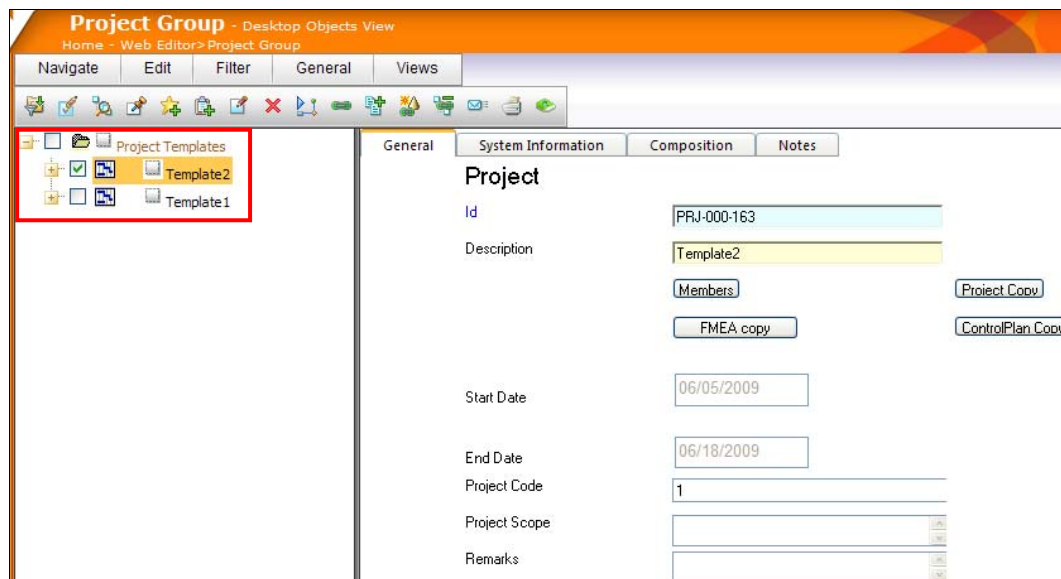 Project Group - Desktop Objects View
Home - Web Editor>Project Group
Navigate Edit Filter General Views
Project Templates
Template2
Template1
General System Information Composition Notes
Project
Id PRJ-000-163
Description Template2
Members Project Copy
FMEA copy ControlPlan Copy
Start Date 06/05/2009
End Date 06/18/2009
Project Code 1
Project Scope
Remarks